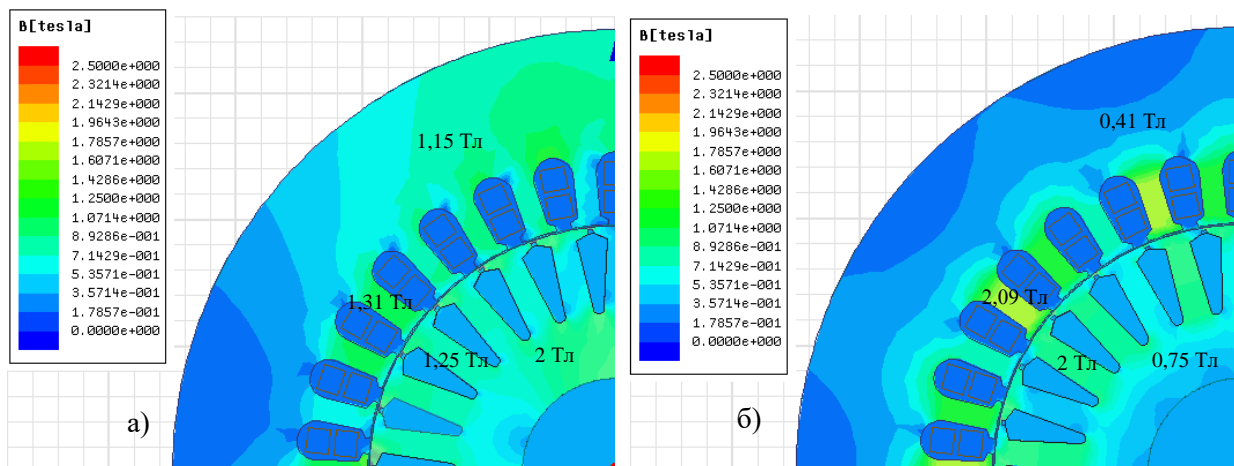 B[tesla]
2.5000e+000
2.3214e+000
2.1429e+000
1.9643e+000
1.7857e+000
1.6071e+000
1.4286e+000
1.2500e+000
1.0714e+000
8.9286e-001
7.1429e-001
5.3571e-001
3.5714e-001
1.7857e-001
0.0000e+000
1,15 Тл
1,31 Тл
1,25 Тл
2 Тл
а)
B[tesla]
2.5000e+000
2.3214e+000
2.1429e+000
1.9643e+000
1.7857e+000
1.6071e+000
1.4286e+000
1.2500e+000
1.0714e+000
8.9286e-001
7.1429e-001
5.3571e-001
3.5714e-001
1.7857e-001
0.0000e+000
0,41 Тл
2,09 Тл
2 Тл
0,75 Тл
б)